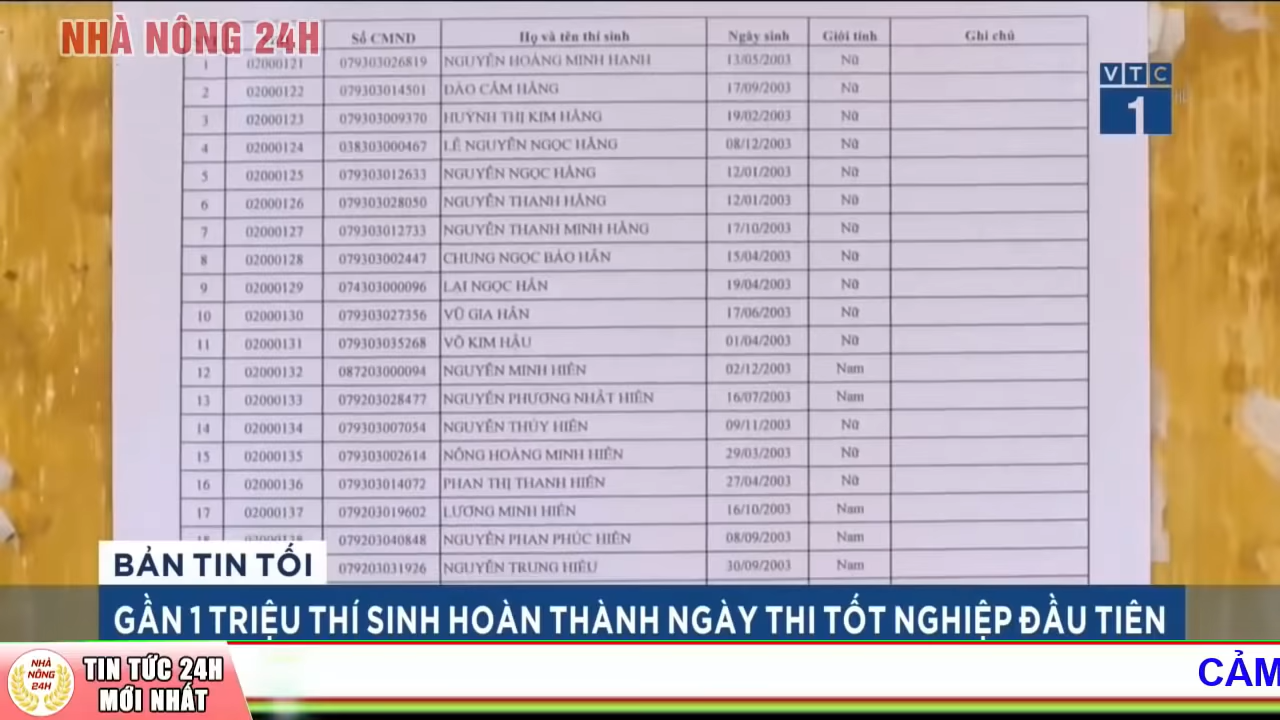 NHÀ NÔNG 24H
Số CMND Họ và tên thí sinh Ngày sinh Giới tính Ghi chú
1 02000121 079303026819 NGUYỄN HOÀNG MINH HẠNH 13/05/2003 Nữ
2 02000122 079303014501 CẨM HẰNG 17/09/2003 Nữ
3 02000123 079303009370 HUỲNH THỊ KIM HẰNG 19/02/2003 Nữ
4 02000124 038303000467 LÊ NGUYỄN NGỌC HẰNG 08/12/2003 Nữ
5 02000125 079303012633 NGUYỄN NGỌC HẰNG 12/01/2003 Nữ
6 02000126 079303028050 NGUYỄN THANH HẰNG 12/01/2003 Nữ
7 02000127 079303012733 NGUYỄN THANH MINH HẰNG 17/10/2003 Nữ
8 02000128 079303002447 CHUNG NGỌC BẢO HÂN 15/04/2003 Nữ
9 02000129 074303000096 LẠI NGỌC HÂN 19/04/2003 Nữ
10 02000130 079303027356 VŨ GIA HÂN 17/06/2003 Nữ
11 02000131 079303035268 VÕ KIM HẬU 01/04/2003 Nữ
12 02000132 087203000094 NGUYỄN MINH HIỂN 02/12/2003 Nam
13 02000133 079203028477 NGUYỄN PHƯƠNG NHẬT HIỀN 16/07/2003 Nam
14 02000134 079303007054 NGUYỄN THÚY HIỀN 09/11/2003 Nữ
15 02000135 079303002614 NÔNG HOÀNG MINH HIỀN 29/03/2003 Nữ
16 02000136 079303014072 PHAN THỊ THANH HIỀN 27/04/2003 Nữ
17 02000137 079203019602 LƯƠNG MINH HIỂN 16/10/2003 Nam
18 02000138 079203040848 NGUYỄN PHAN PHÚC HIỂN 08/09/2003 Nam
079203031926 NGUYỄN TRUNG HIẾU 30/09/2003 Nam
VTC
1
BẢN TIN TỐI
GẦN 1 TRIỆU THÍ SINH HOÀN THÀNH NGÀY THI TỐT NGHIỆP ĐẦU TIÊN
NHÀ
NÔNG
24H
TIN TỨC 24H
MỚI NHẤT
CẢM